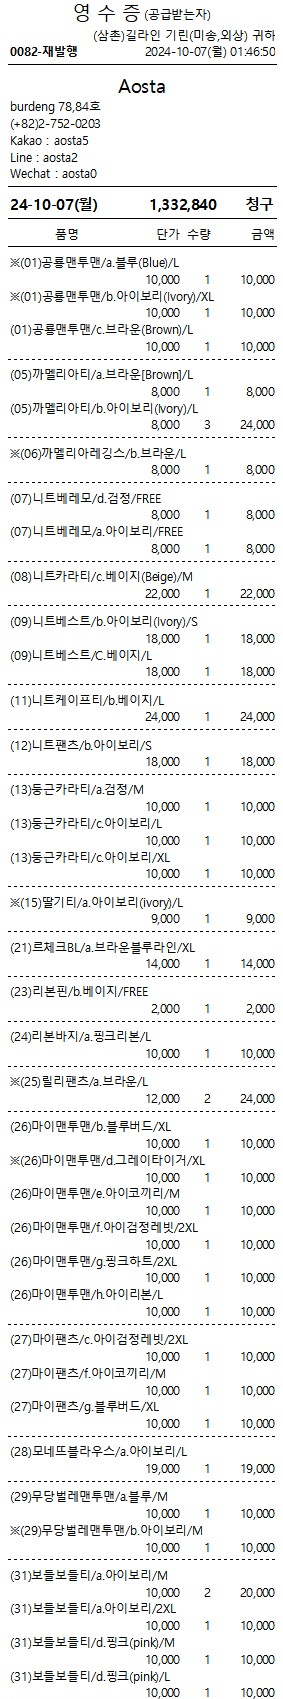 영 수 증 (공급받는자)
(삼촌)길라인 기린(미송,외상) 귀하
0082-재발행 2024-10-07(월) 01:46:50
Aosta
burdeng 78,84호
(+82)2-752-0203
Kakao : aosta5
Line : aosta2
Wechat : aosta0
24-10-07(월) 1,332,840 청구
품명 단가 수량 금액
※(01)공룡맨투맨/a.블루(Blue)/L
10,000 1 10,000
※(01)공룡맨투맨/b.아이보리(Ivory)/XL
10,000 1 10,000
(01)공룡맨투맨/c.브라운(Brown)/L
10,000 1 10,000
(05)까멜리아티/a.브라운[Brown]/L
8,000 1 8,000
(05)까멜리아티/b.아이보리(Ivory)/L
8,000 3 24,000
※(06)까멜리아레깅스/b.브라운/L
8,000 1 8,000
(07)니트베레모/d.검정/FREE
8,000 1 8,000
(07)니트베레모/a.아이보리/FREE
8,000 1 8,000
(08)니트카라티/c.베이지(Beige)/M
22,000 1 22,000
(09)니트베스트/b.아이보리(Ivory)/S
18,000 1 18,000
(09)니트베스트/C.베이지/L
18,000 1 18,000
(11)니트케이프티/b.베이지/L
24,000 1 24,000
(12)니트팬츠/b.아이보리/S
18,000 1 18,000
(13)둥근카라티/a.검정/M
10,000 1 10,000
(13)둥근카라티/c.아이보리/L
10,000 1 10,000
(13)둥근카라티/c.아이보리/XL
10,000 1 10,000
※(15)딸기티/a.아이보리(ivory)/L
9,000 1 9,000
(21)르체크BL/a.브라운블루라인/XL
14,000 1 14,000
(23)리본핀/b.베이지/FREE
2,000 1 2,000
(24)리본바지/a.핑크리본/L
10,000 1 10,000
※(25)릴리팬츠/a.브라운/L
12,000 2 24,000
(26)마이맨투맨/b.블루버드/XL
10,000 1 10,000
※(26)마이맨투맨/d.그레이타이거/XL
10,000 1 10,000
(26)마이맨투맨/e.아이코끼리/M
10,000 1 10,000
(26)마이맨투맨/f.아이검정레빗/2XL
10,000 1 10,000
(26)마이맨투맨/g.핑크하트/2XL
10,000 1 10,000
(26)마이맨투맨/h.아이리본/L
10,000 1 10,000
(27)마이팬츠/c.아이검정레빗/2XL
10,000 1 10,000
(27)마이팬츠/f.아이코끼리/M
10,000 1 10,000
(27)마이팬츠/g.블루버드/XL
10,000 1 10,000
(28)모네뜨블라우스/a.아이보리/L
19,000 1 19,000
(29)무당벌레맨투맨/a.블루/M
10,000 1 10,000
※(29)무당벌레맨투맨/b.아이보리/M
10,000 1 10,000
(31)보들보들티/a.아이보리/M
10,000 2 20,000
(31)보들보들티/a.아이보리/2XL
10,000 1 10,000
(31)보들보들티/d.핑크(pink)/M
10,000 1 10,000
(31)보들보들티/d.핑크(pink)/L
10,000 1 10,000